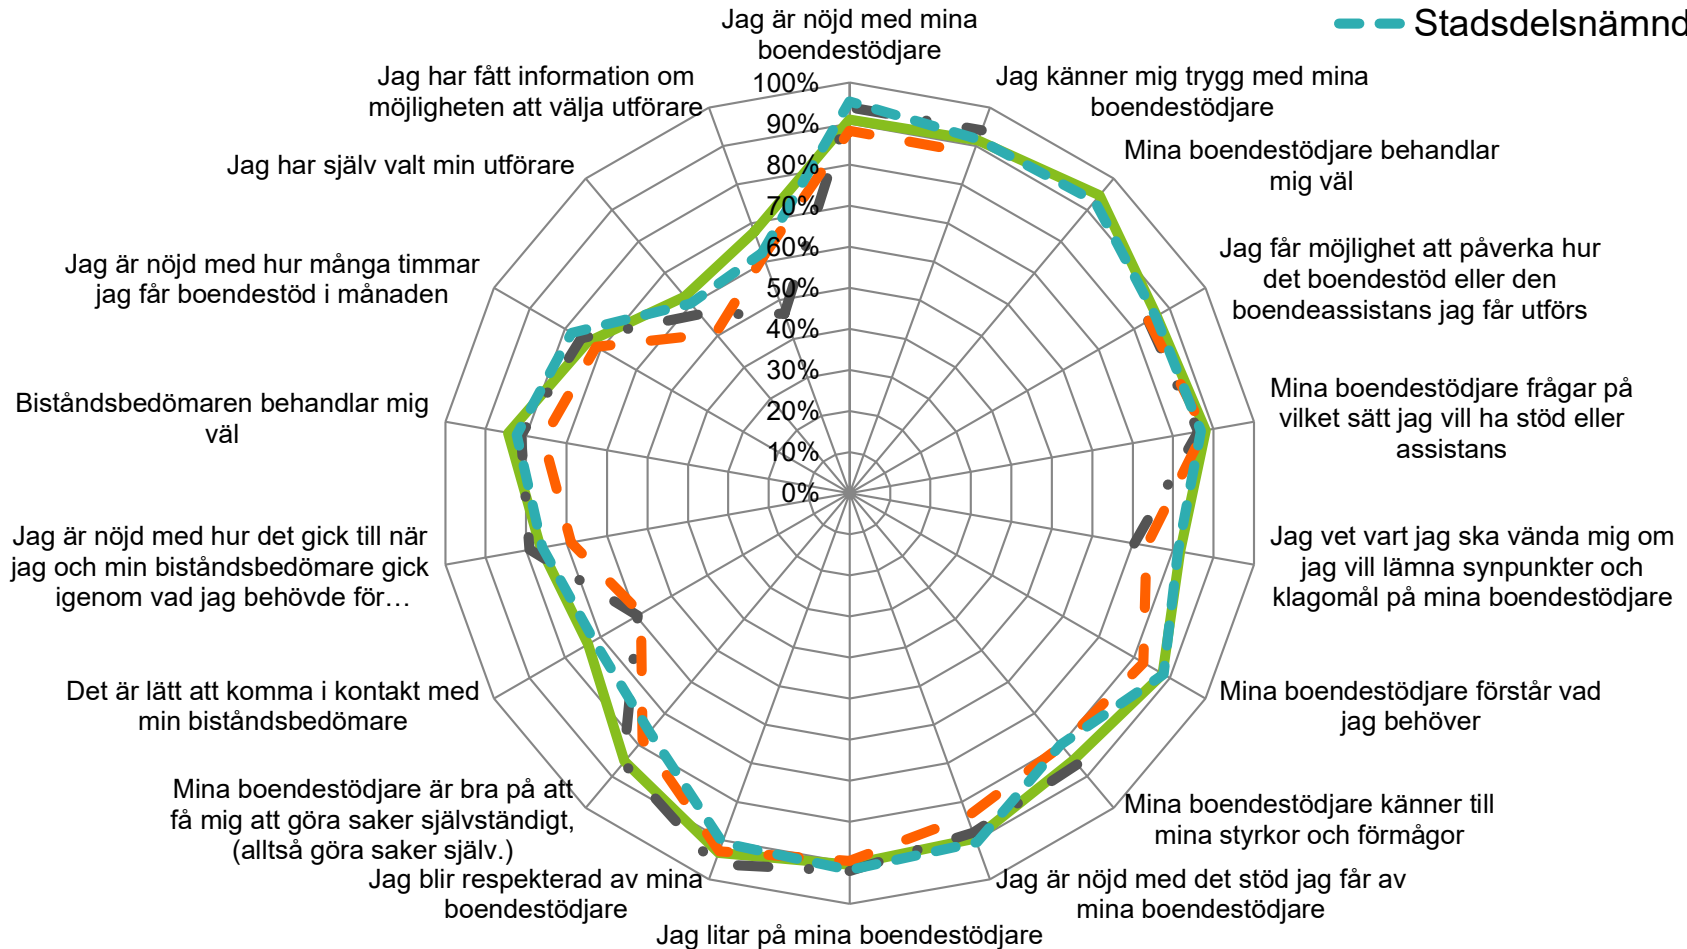 Jag är nöjd med mina
boendestödjare
Stadsdelsnämnd
Jag känner mig trygg med mina
boendestödjare
Mina boendestödjare behandlar
mig väl
Jag får möjlighet att påverka hur
det boendestöd eller den
boendeassistans jag får utförs
Mina boendestödjare frågar på
vilket sätt jag vill ha stöd eller
assistans
Jag vet vart jag ska vända mig om
jag vill lämna synpunkter och
klagomål på mina boendestödjare
Mina boendestödjare förstår vad
jag behöver
Mina boendestödjare känner till
mina styrkor och förmågor
Jag är nöjd med det stöd jag får av
mina boendestödjare
Jag litar på mina boendestödjare
Jag blir respekterad av mina
boendestödjare
Mina boendestödjare är bra på att
få mig att göra saker självständigt,
(alltså göra saker själv.)
Det är lätt att komma i kontakt med
min biståndsbedömare
Jag är nöjd med hur det gick till när
jag och min biståndsbedömare gick
igenom vad jag behövde för…
Biståndsbedömaren behandlar mig
väl
Jag är nöjd med hur många timmar
jag får boendestöd i månaden
Jag har själv valt min utförare
Jag har fått information om
möjligheten att välja utförare
100%
90%
80%
70%
60%
50%
40%
30%
20%
10%
0%